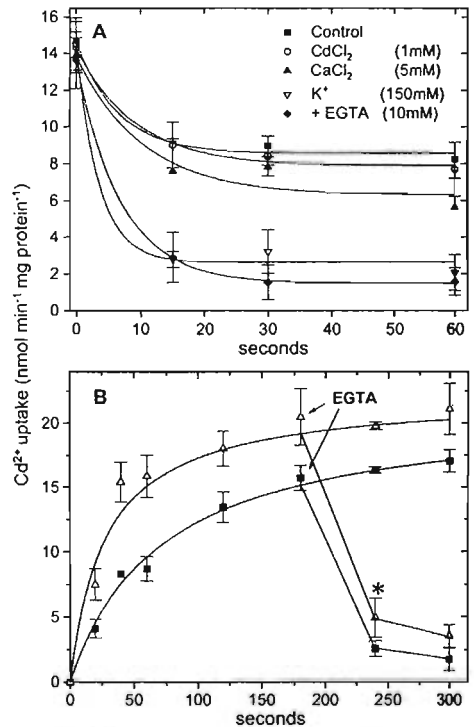 A
Control
CdCl₂ (1mM)
CaCl₂ (5mM)
K⁺ (150mM)
+ EGTA (10mM)
16
14
12
10
8
6
4
2
0
0 10 20 30 40 50 60
seconds
Cd²⁺ uptake (nmol min⁻¹ mg protein⁻¹)
B
EGTA
*
20
15
10
5
0
0 50 100 150 200 250 300
seconds